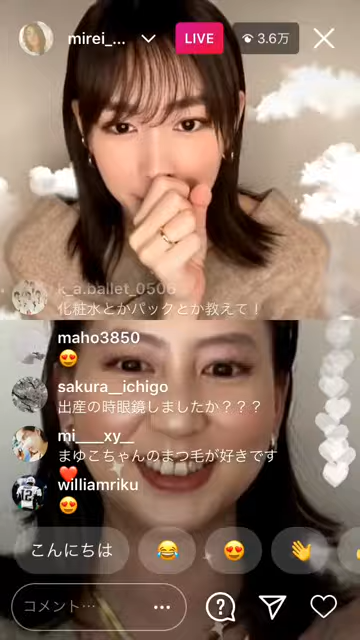 mirei_...
LIVE
3.6万
k_a.ballet_0506
化粧水とかパックとか教えて！
maho3850
😍
sakura__ichigo
出産の時眼鏡しましたか？？？
mi____xy__
まゆこちゃんのまつ毛が好きです
❤️
williamriku
😍
こんにちは 😂 😍 👋
コメント…